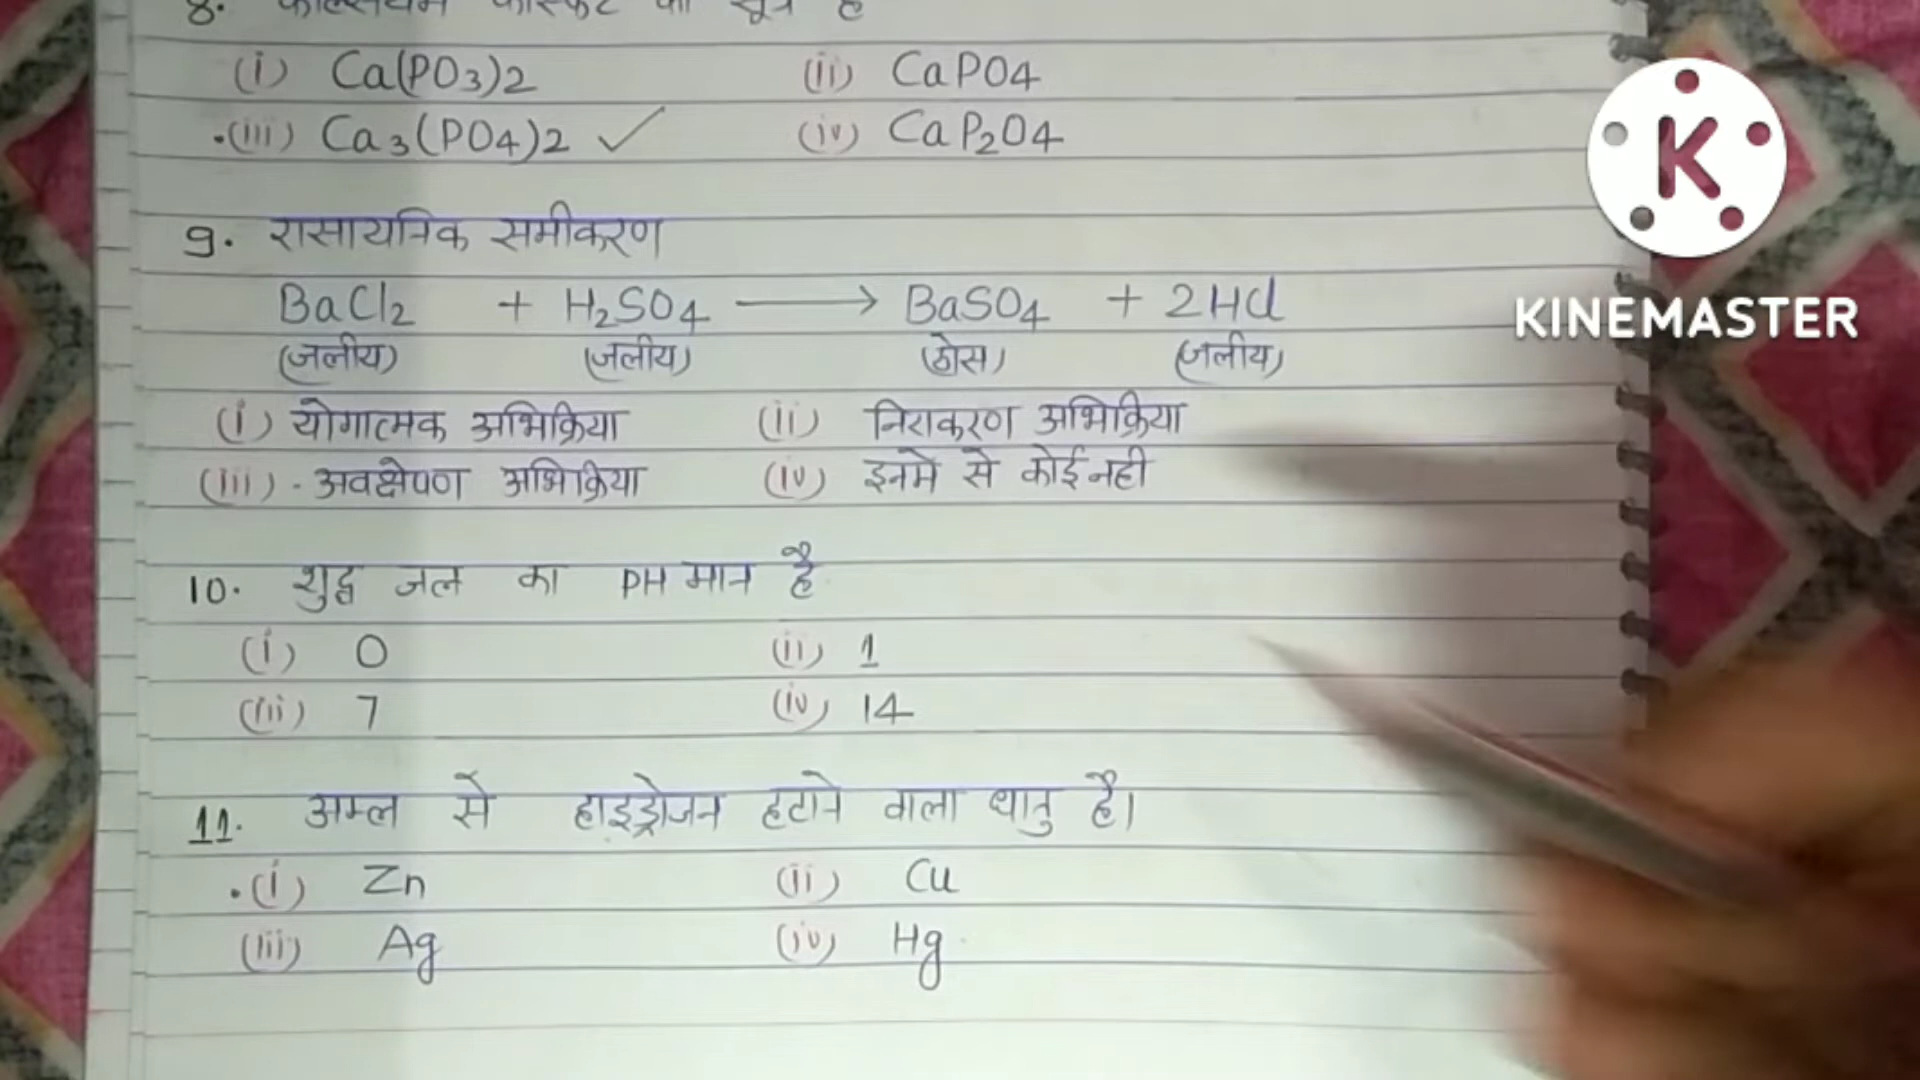 8. कैल्सियम फास्फेट का सूत्र है
(i) Ca(PO3)2 (ii) CaPO4
(iii) Ca3(PO4)2 ✓ (iv) CaP2O4
9. रासायनिक समीकरण
BaCl2 + H2SO4 → BaSO4 + 2HCl
(जलीय) (जलीय) (ठोस) (जलीय)
(i) योगात्मक अभिक्रिया (ii) निराकरण अभिक्रिया
(iii) अवक्षेपण अभिक्रिया (iv) इनमे से कोई नही
10. शुद्ध जल का PH मान है
(i) 0 (ii) 1
(iii) 7 (iv) 14
11. अम्ल से हाइड्रोजन हटाने वाला धातु है।
(i) Zn (ii) Cu
(iii) Ag (iv) Hg
K
KINEMASTER